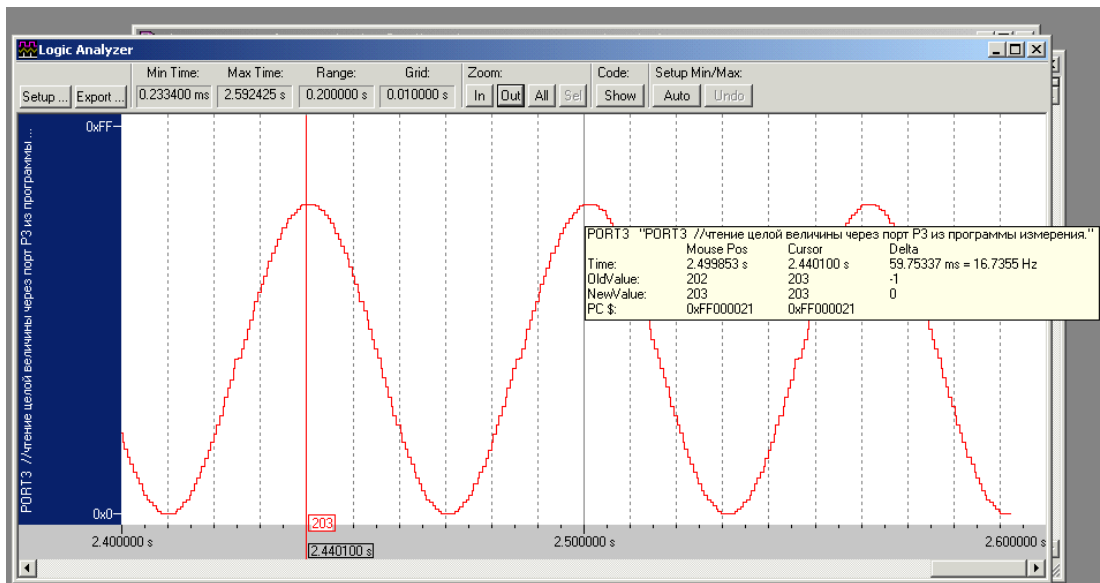 Logic Analyzer
Min Time: Max Time: Range: Grid: Zoom: Code: Setup Min/Max:
Setup ... Export ... 0.233400 ms 2.592425 s 0.200000 s 0.010000 s In Out All Sel Show Auto Undo
0xFF
PORT3 //чтение целой величины через порт P3 из программы ...
PORT3 "PORT3 //чтение целой величины через порт P3 из программы измерения."
Mouse Pos Cursor Delta
Time: 2.499853 s 2.440100 s 59.75337 ms = 16.7355 Hz
OldValue: 202 203 -1
NewValue: 203 203 0
PC $: 0xFF000021 0xFF000021
0x0
203
2.400000 s 2.440100 s 2.500000 s 2.600000 s